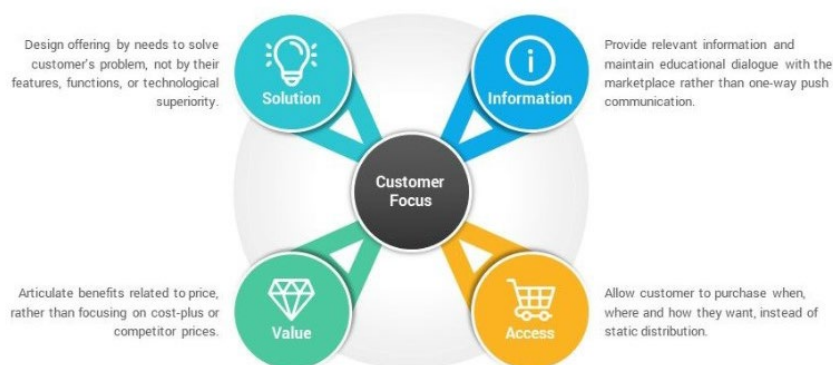 Design offering by needs to solve
customer's problem, not by their
features, functions, or technological
superiority.
Solution
Information
Provide relevant information and
maintain educational dialogue with the
marketplace rather than one-way push
communication.
Customer
Focus
Articulate benefits related to price,
rather than focusing on cost-plus or
competitor prices.
Value
Access
Allow customer to purchase when,
where and how they want, instead of
static distribution.